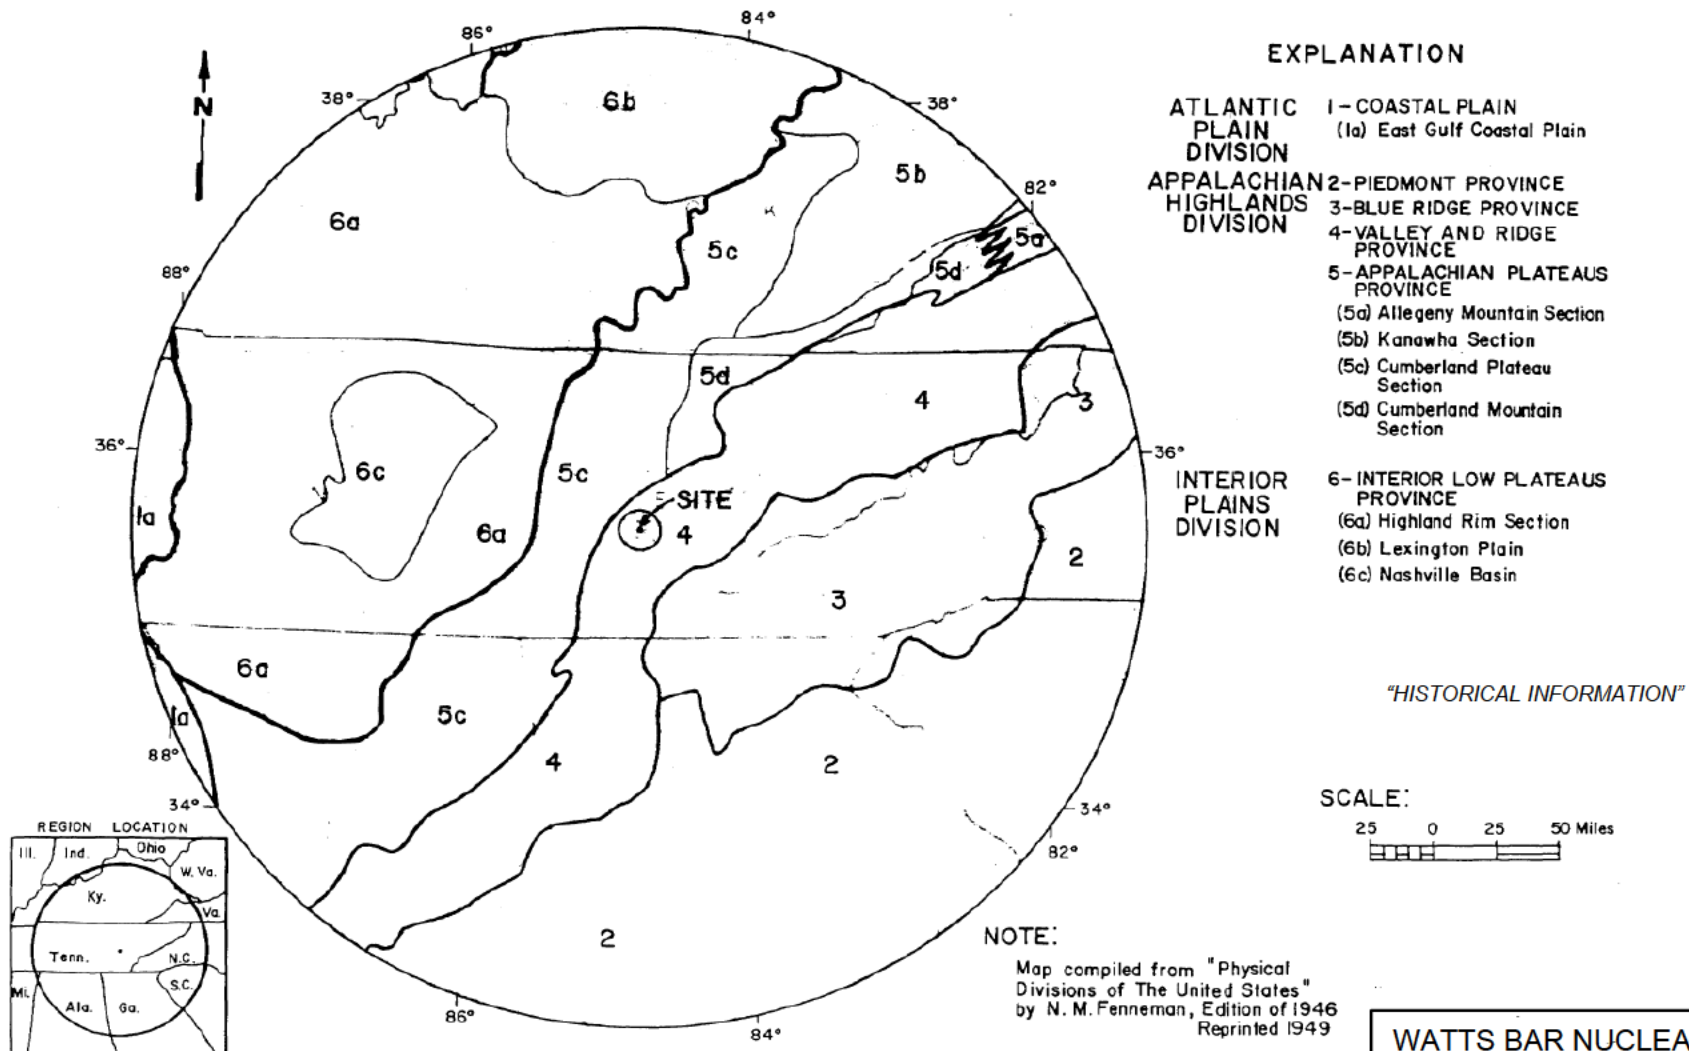 84°
86°
N
38°
6b
38°
5b
82°
6a
5c
5a
5d
88°
5d
4
3
36°
36°
6c
5c
SITE
1a
6a
4
2
3
6a
5c
1a
88°
4
2
34°
34°
82°
2
86°
84°
EXPLANATION
ATLANTIC
PLAIN
DIVISION
1-COASTAL PLAIN
(1a) East Gulf Coastal Plain
APPALACHIAN
HIGHLANDS
DIVISION
2-PIEDMONT PROVINCE
3-BLUE RIDGE PROVINCE
4-VALLEY AND RIDGE
PROVINCE
5-APPALACHIAN PLATEAUS
PROVINCE
(5a) Allegeny Mountain Section
(5b) Kanawha Section
(5c) Cumberland Plateau
Section
(5d) Cumberland Mountain
Section
INTERIOR
PLAINS
DIVISION
6-INTERIOR LOW PLATEAUS
PROVINCE
(6a) Highland Rim Section
(6b) Lexington Plain
(6c) Nashville Basin
"HISTORICAL INFORMATION"
SCALE:
25 0 25 50 Miles
REGION LOCATION
Ill. Ind. Ohio
W. Va.
Ky.
Va.
Tenn. N.C.
S.C.
Mi. Ala. Ga.
NOTE:
Map compiled from "Physical
Divisions of The United States"
by N. M. Fenneman, Edition of 1946
Reprinted 1949
WATTS BAR NUCLEA